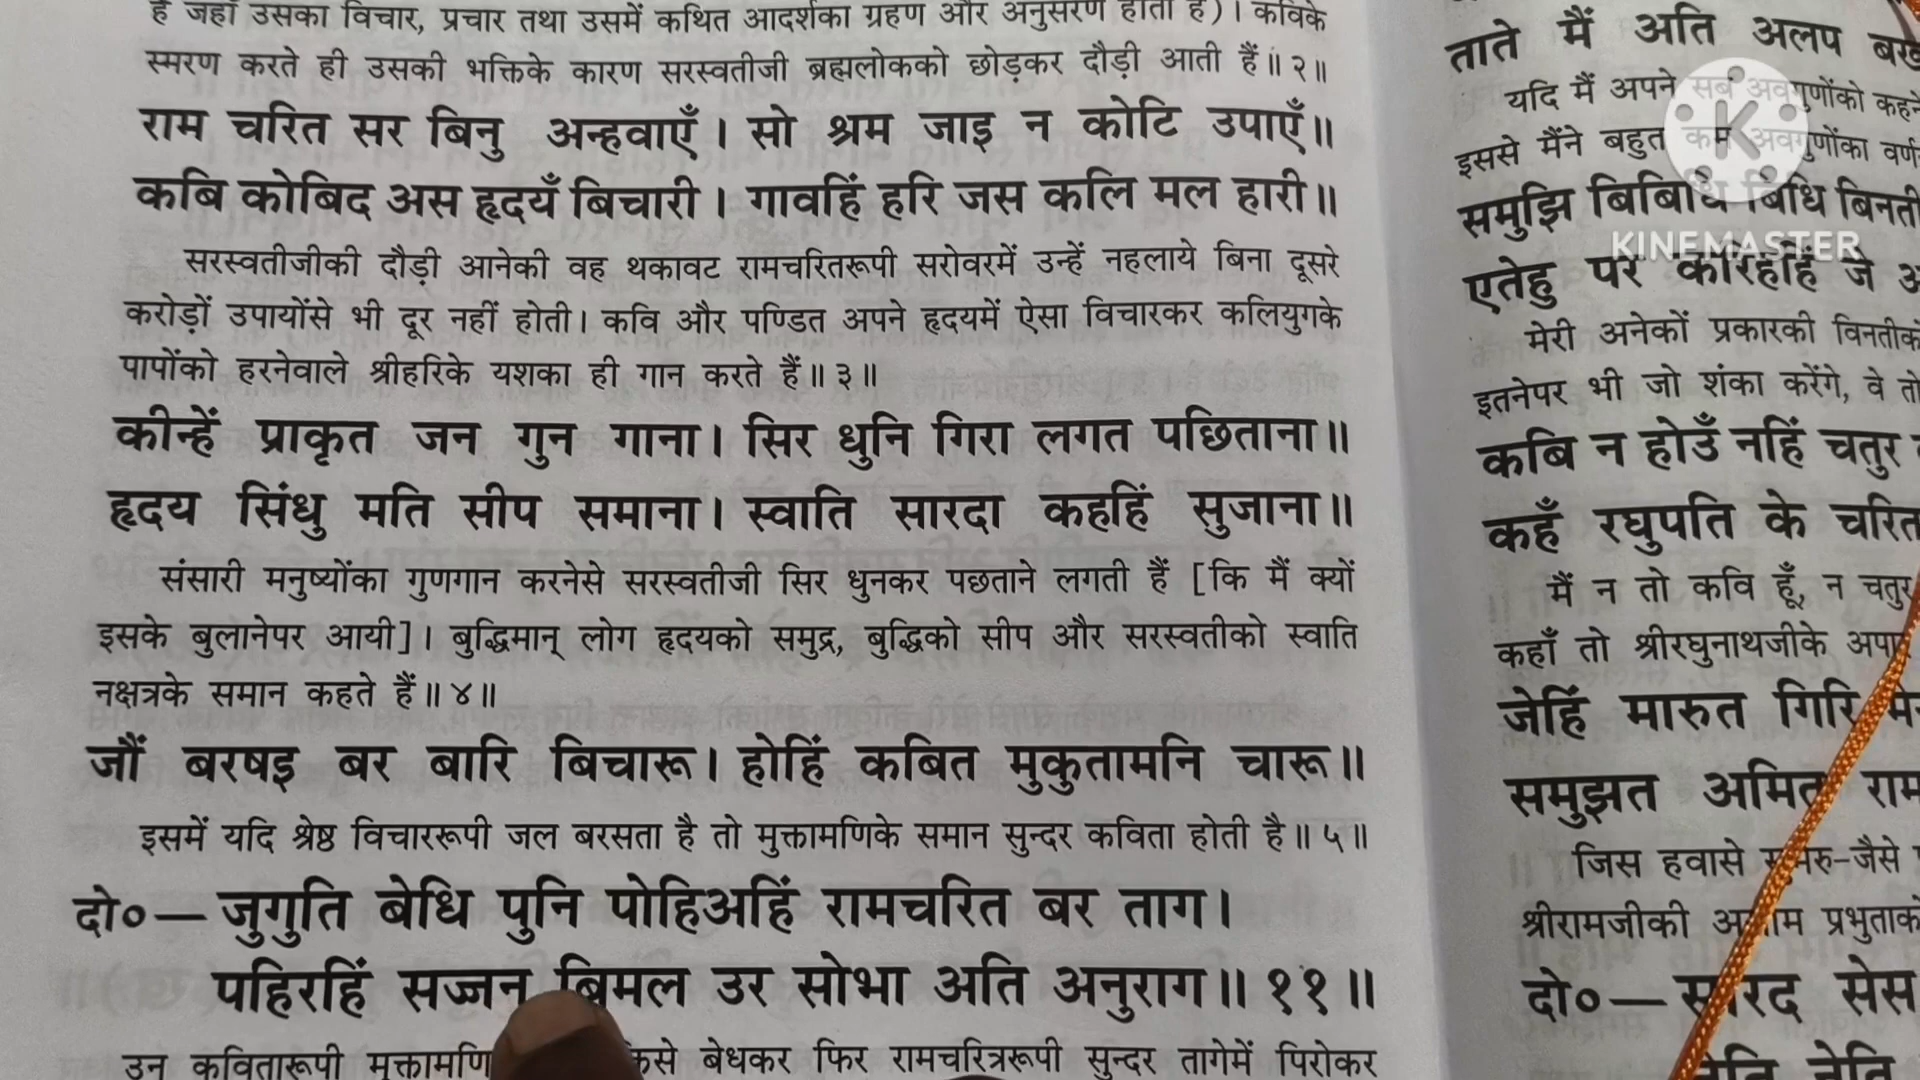 है जहाँ उसका विचार, प्रचार तथा उसमें कथित आदर्शका ग्रहण और अनुसरण होता है)। कविके
स्मरण करते ही उसकी भक्तिके कारण सरस्वतीजी ब्रह्मलोकको छोड़कर दौड़ी आती हैं॥ २॥
राम चरित सर बिनु अन्हवाएँ। सो श्रम जाइ न कोटि उपाएँ॥
कबि कोबिद अस हृदयँ बिचारी। गावहिं हरि जस कलि मल हारी॥
सरस्वतीजीकी दौड़ी आनेकी वह थकावट रामचरितरूपी सरोवरमें उन्हें नहलाये बिना दूसरे
करोड़ों उपायोंसे भी दूर नहीं होती। कवि और पण्डित अपने हृदयमें ऐसा विचारकर कलियुगके
पापोंको हरनेवाले श्रीहरिके यशका ही गान करते हैं॥ ३॥
कीन्हें प्राकृत जन गुन गाना। सिर धुनि गिरा लगत पछिताना॥
हृदय सिंधु मति सीप समाना। स्वाति सारदा कहहिं सुजाना॥
संसारी मनुष्योंका गुणगान करनेसे सरस्वतीजी सिर धुनकर पछताने लगती हैं [कि मैं क्यों
इसके बुलानेपर आयी]। बुद्धिमान् लोग हृदयको समुद्र, बुद्धिको सीप और सरस्वतीको स्वाति
नक्षत्रके समान कहते हैं॥ ४॥
जौं बरषइ बर बारि बिचारू। होहिं कबित मुकुतामनि चारू॥
इसमें यदि श्रेष्ठ विचाररूपी जल बरसता है तो मुक्तामणिके समान सुन्दर कविता होती है॥ ५॥
दो०— जुगुति बेधि पुनि पोहिअहिं रामचरित बर ताग।
पहिरहिं सज्जन बिमल उर सोभा अति अनुराग॥ ११॥
उन कवितारूपी मुक्तामणि बेधकर फिर रामचरित्ररूपी सुन्दर तागेमें पिरोकर
ताते मैं अति अलप
यदि मैं अपने सब अवगुणोंको कहने
इससे मैंने बहुत कम अवगुणोंका
समुझि बिबिधि बिधि बिनती
एतेहु पर करिहहिं जे
मेरी अनेकों प्रकारकी
इतनेपर भी जो शंका करेंगे, वे तो
कबि न होउँ नहिं चतुर
कहँ रघुपति के चरित
मैं न तो कवि हूँ, न चतुर
कहाँ तो श्रीरघुनाथजीके
जेहिं मारुत गिरि
समुझत अमित राम
जिस हवासे सुमेरु-जैसे
श्रीरामजीकी असीम
दो०— सारद सेस
नेति नेति
KINEMASTER